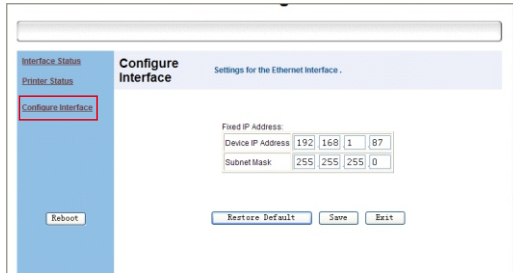 Interface Status
Printer Status
Configure Interface
Reboot
Configure
Interface
Settings for the Ethernet Interface .
Fixed IP Address:
Device IP Address 192 .168 .1 .87
Subnet Mask 255 .255 .255 .0
Restore Default Save Exit